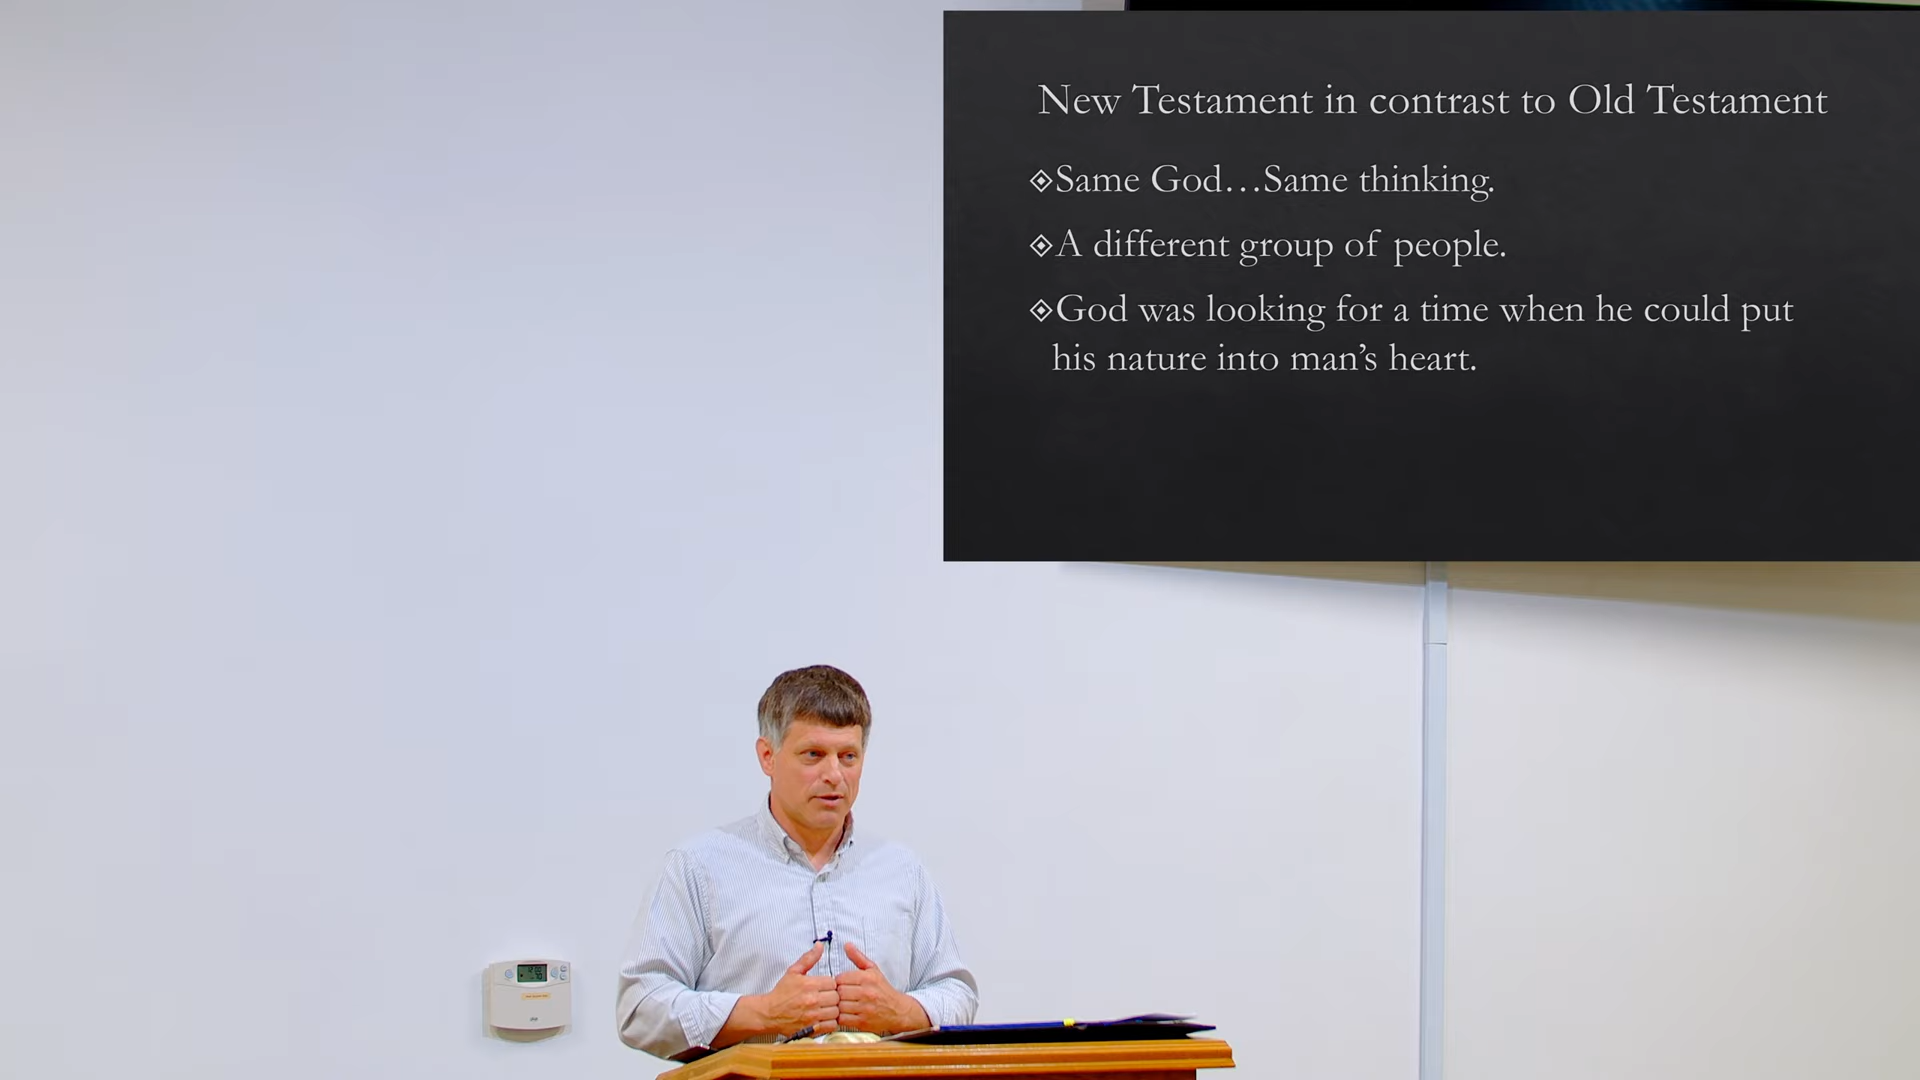 New Testament in contrast to Old Testament
Same God…Same thinking.
A different group of people.
God was looking for a time when he could put
his nature into man’s heart.